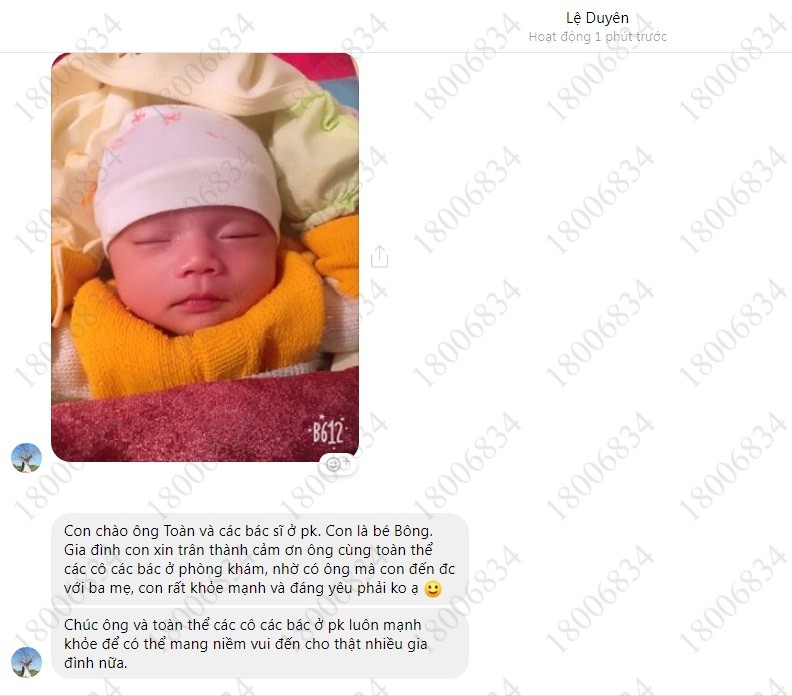 Lệ Duyên
Hoạt động 1 phút trước
B612
Con chào ông Toàn và các bác sĩ ở pk. Con là bé Bông.
Gia đình con xin trân thành cảm ơn ông cùng toàn thể
các cô các bác ở phòng khám, nhờ có ông mà con đến đc
với ba mẹ, con rất khỏe mạnh và đáng yêu phải ko ạ
Chúc ông và toàn thể các cô các bác ở pk luôn mạnh
khỏe để có thể mang niềm vui đến cho thật nhiều gia
đình nữa.
18006834